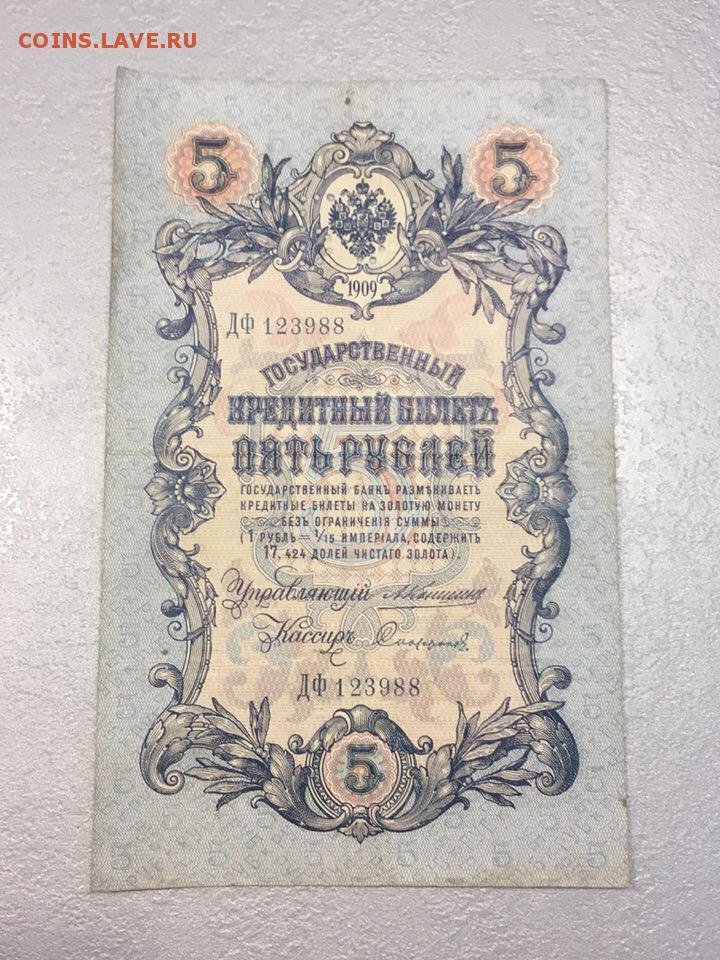 COINS.LAVE.RU
5 5
1909
ДФ 123988
ГОСУДАРСТВЕННЫЙ
КРЕДИТНЫЙ БИЛЕТЪ
ПЯТЬ РУБЛЕЙ
ГОСУДАРСТВЕННЫЙ БАНКЪ РАЗМѢНИВАЕТЪ
КРЕДИТНЫЕ БИЛЕТЫ НА ЗОЛОТУЮ МОНЕТУ
БЕЗЪ ОГРАНИЧЕНІЯ СУММЫ
(1 РУБЛЬ = 1/15 ИМПЕРІАЛА, СОДЕРЖИТЪ
17,424 ДОЛЕЙ ЧИСТАГО ЗОЛОТА).
Управляющій
Кассиръ
ДФ 123988
5